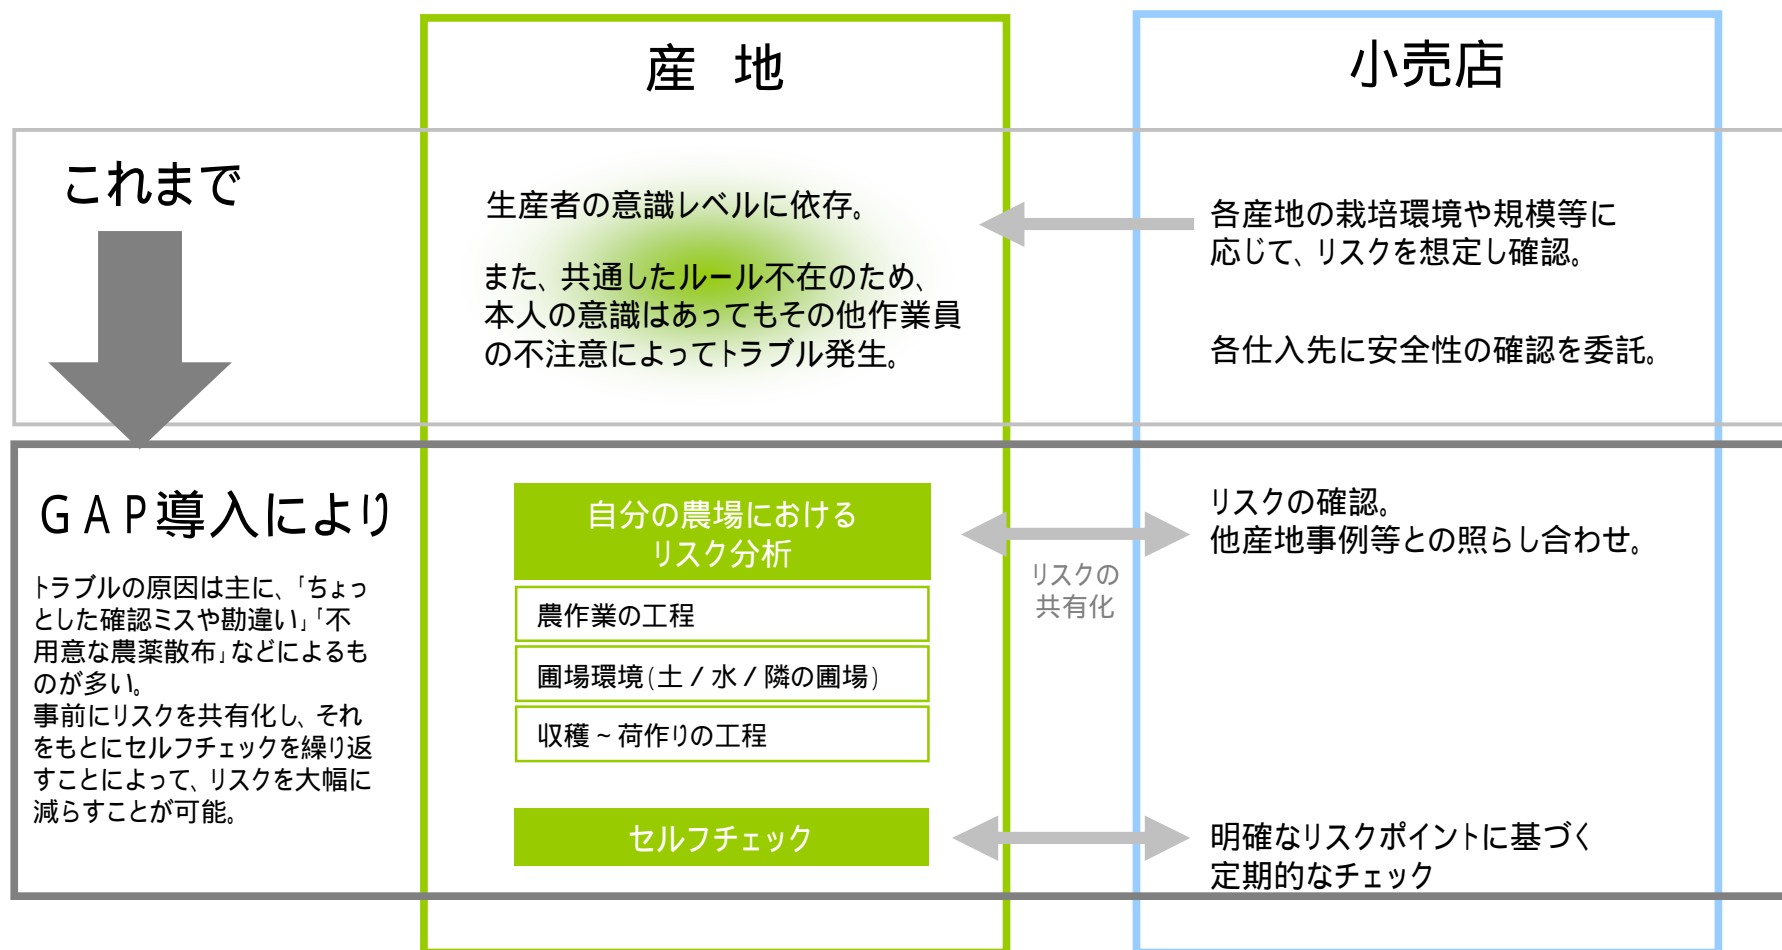 産 地
小売店
これまで
生産者の意識レベルに依存。
また、共通したルール不在のため、
本人の意識はあってもその他作業員
の不注意によってトラブル発生。
各産地の栽培環境や規模等に
応じて、リスクを想定し確認。
各仕入先に安全性の確認を委託。
GAP導入により
トラブルの原因は主に、「ちょっ
とした確認ミスや勘違い」「不
用意な農薬散布」などによるも
のが多い。
事前にリスクを共有化し、それ
をもとにセルフチェックを繰り返
すことによって、リスクを大幅に
減らすことが可能。
自分の農場における
リスク分析
農作業の工程
圃場環境(土/水/隣の圃場)
収穫~荷作りの工程
セルフチェック
リスクの
共有化
リスクの確認。
他産地事例等との照らし合わせ。
明確なリスクポイントに基づく
定期的なチェック